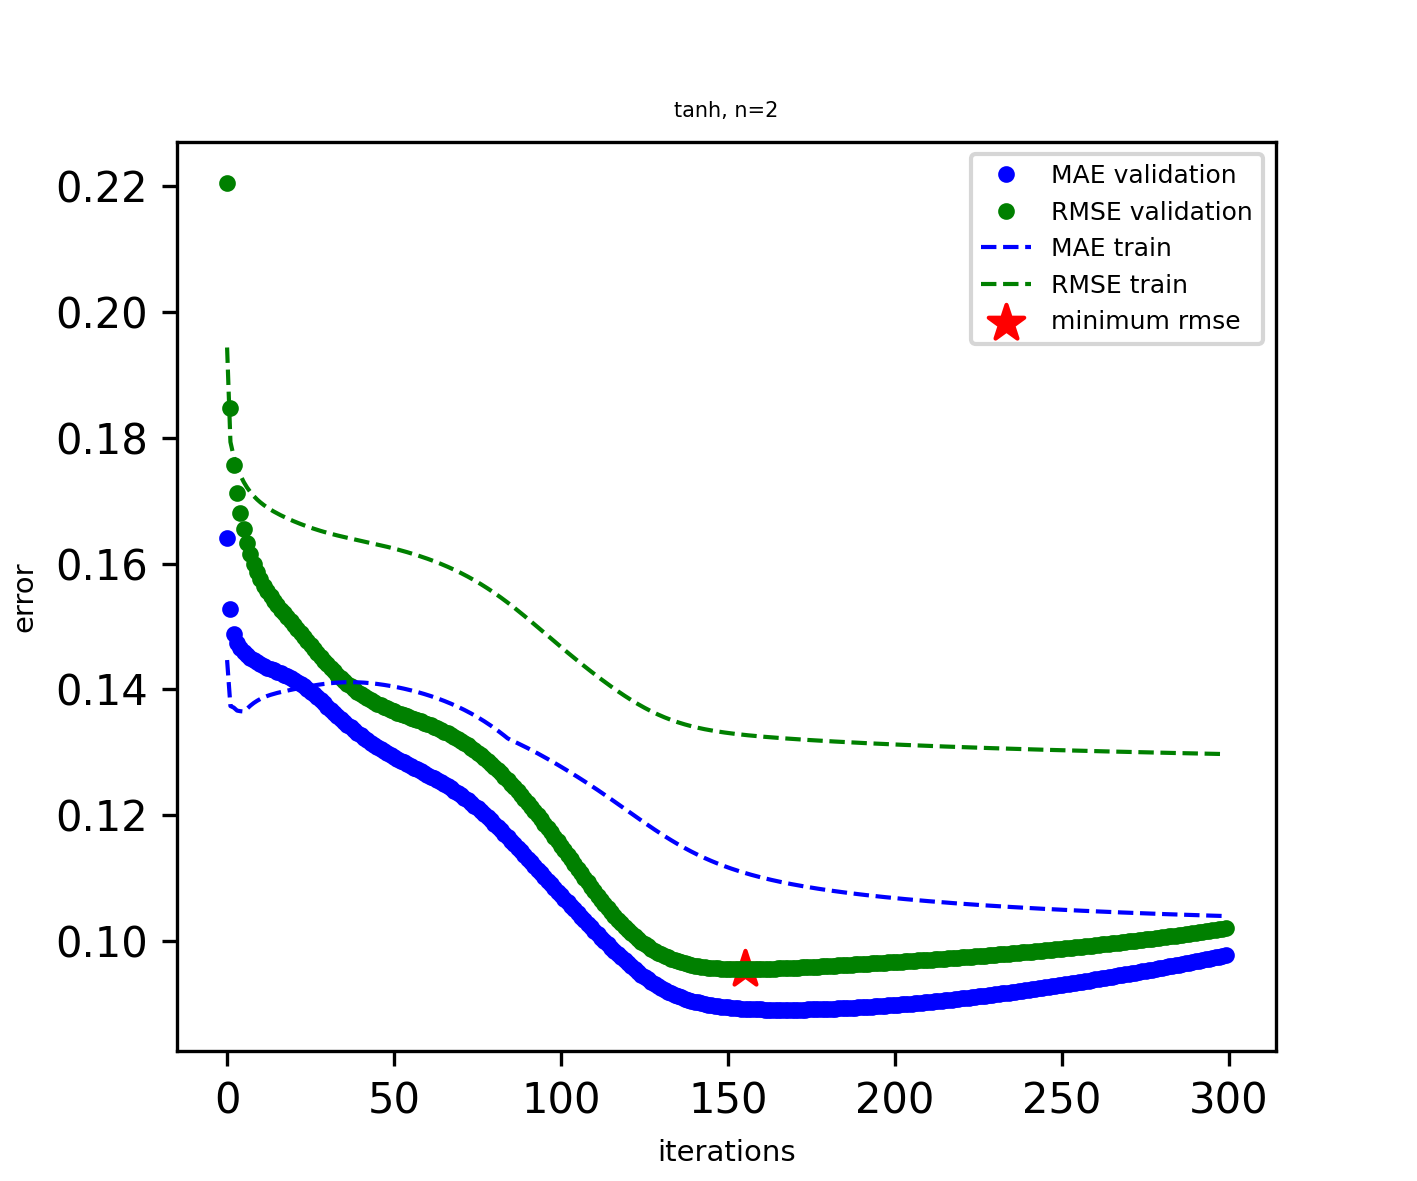 tanh, n=2
MAE validation
RMSE validation
MAE train
RMSE train
minimum rmse
error
0.22
0.20
0.18
0.16
0.14
0.12
0.10
0 50 100 150 200 250 300
iterations